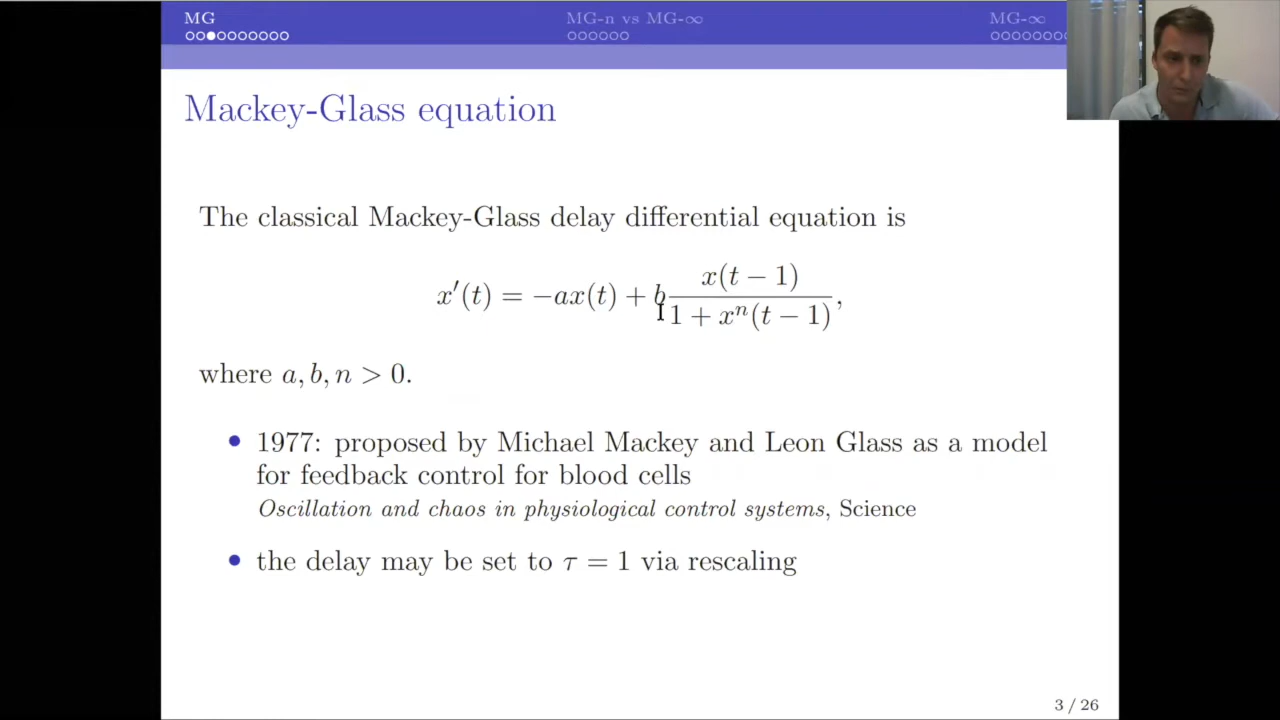 MG MG-n vs MG-∞ MG-∞
Mackey-Glass equation
The classical Mackey-Glass delay differential equation is
x′(t) = −ax(t) + b x(t − 1) / 1 + xⁿ(t − 1),
where a, b, n > 0.
• 1977: proposed by Michael Mackey and Leon Glass as a model
for feedback control for blood cells
Oscillation and chaos in physiological control systems, Science
• the delay may be set to τ = 1 via rescaling
3 / 26